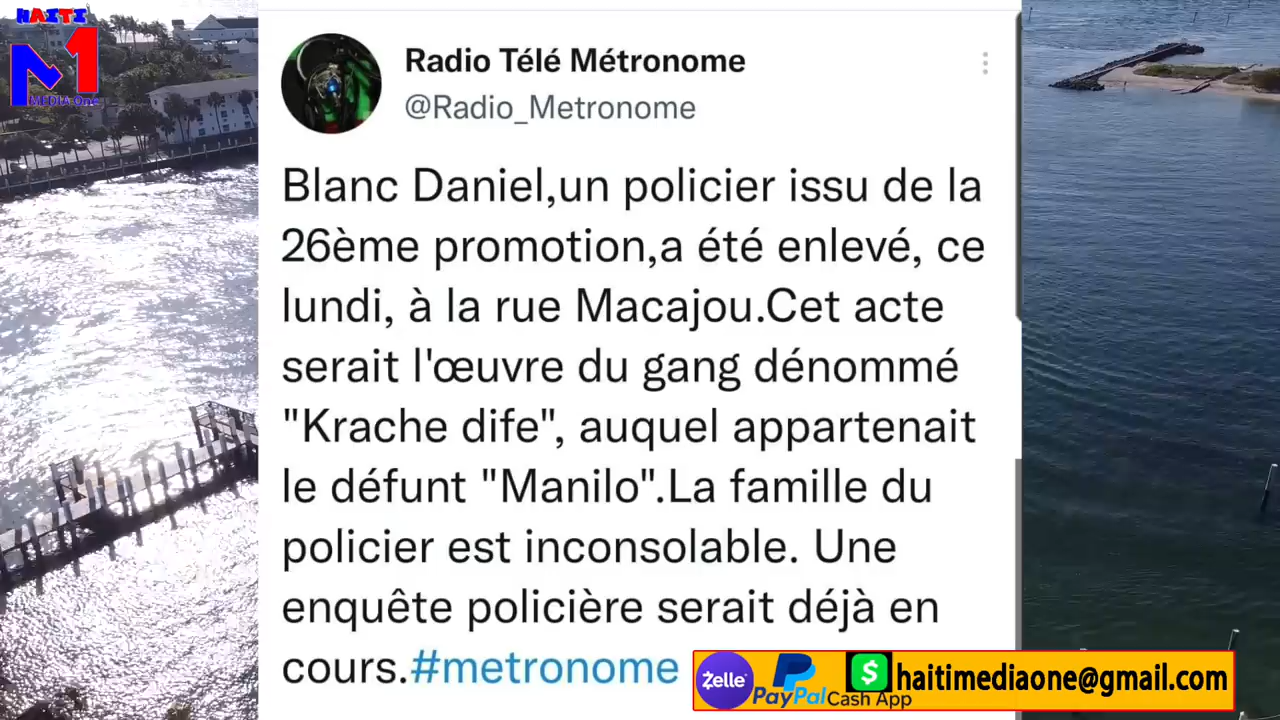 HAITI
M1
MEDIA One
Radio Télé Métronome
@Radio_Metronome
Blanc Daniel,un policier issu de la
26ème promotion,a été enlevé, ce
lundi, à la rue Macajou.Cet acte
serait l'œuvre du gang dénommé
"Krache dife", auquel appartenait
le défunt "Manilo".La famille du
policier est inconsolable. Une
enquête policière serait déjà en
cours.#metronome
Zelle PayPal $ Cash App haitimediaone@gmail.com